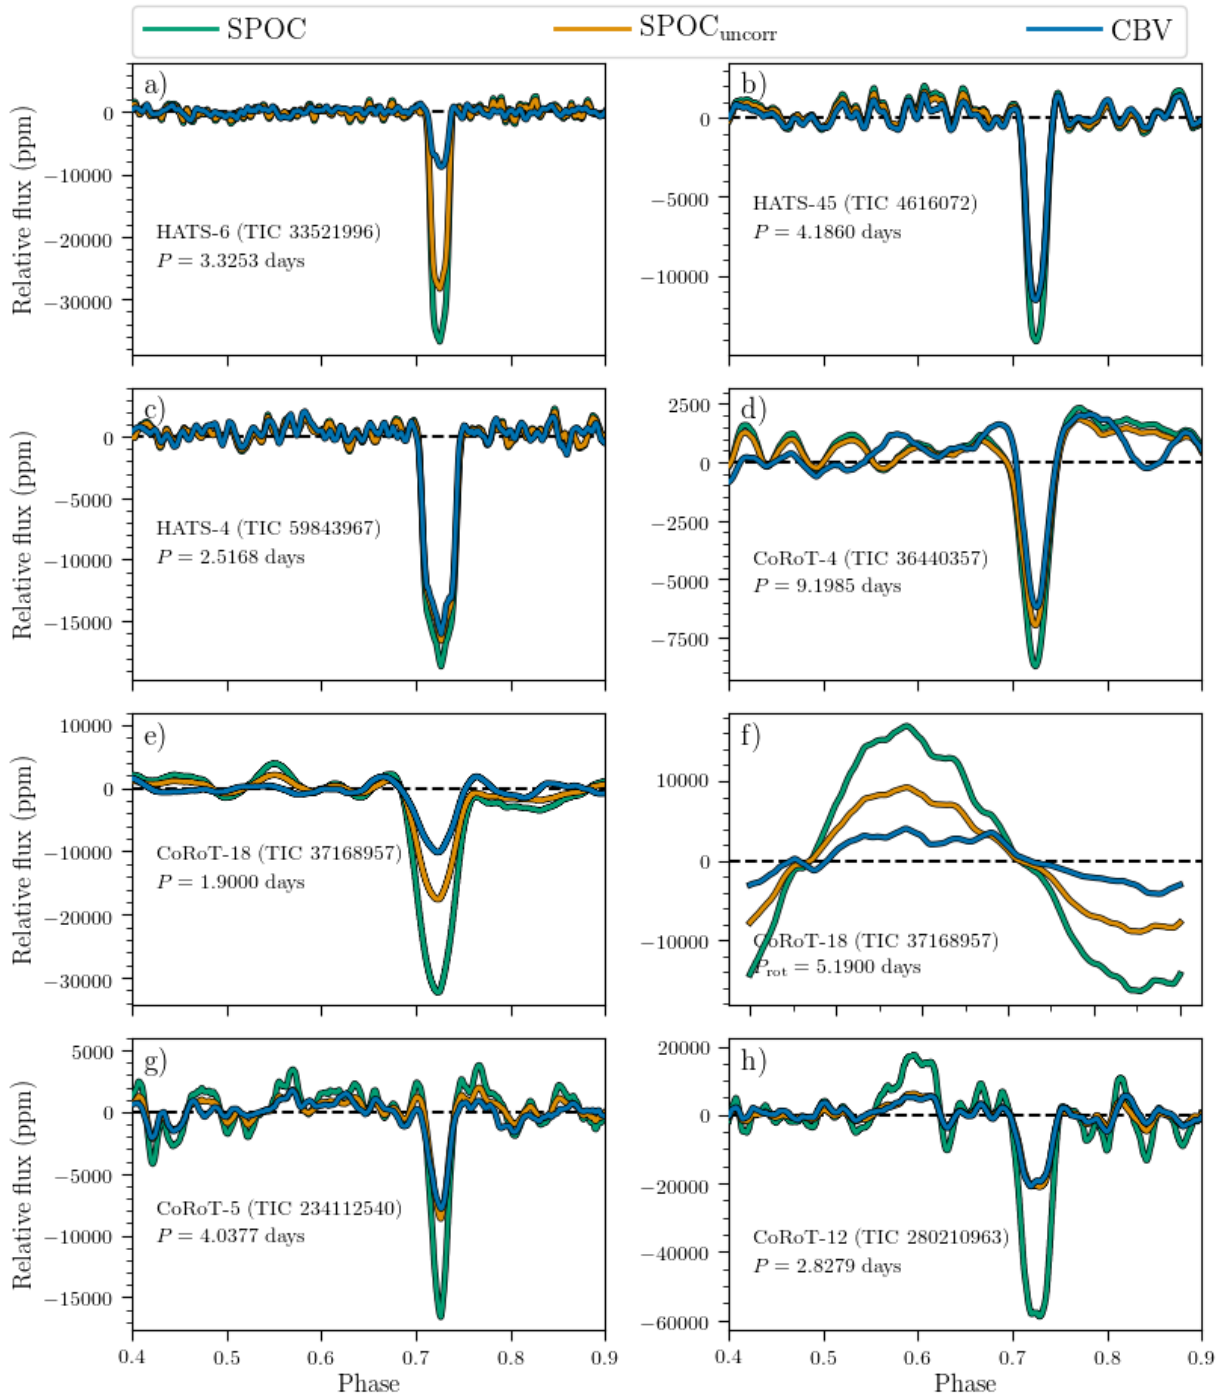 SPOC SPOCuncorr CBV
a)
0
−10000
−20000
−30000
Relative flux (ppm)
HATS-6 (TIC 33521996)
P = 3.3253 days
b)
0
−5000
−10000
HATS-45 (TIC 4616072)
P = 4.1860 days
c)
0
−5000
−10000
−15000
Relative flux (ppm)
HATS-4 (TIC 59843967)
P = 2.5168 days
d)
2500
0
−2500
−5000
−7500
CoRoT-4 (TIC 36440357)
P = 9.1985 days
e)
10000
0
−10000
−20000
−30000
Relative flux (ppm)
CoRoT-18 (TIC 37168957)
P = 1.9000 days
f)
10000
0
−10000
CoRoT-18 (TIC 37168957)
Prot = 5.1900 days
g)
5000
0
−5000
−10000
−15000
Relative flux (ppm)
CoRoT-5 (TIC 234112540)
P = 4.0377 days
0.4 0.5 0.6 0.7 0.8 0.9
Phase
h)
20000
0
−20000
−40000
−60000
CoRoT-12 (TIC 280210963)
P = 2.8279 days
0.4 0.5 0.6 0.7 0.8 0.9
Phase